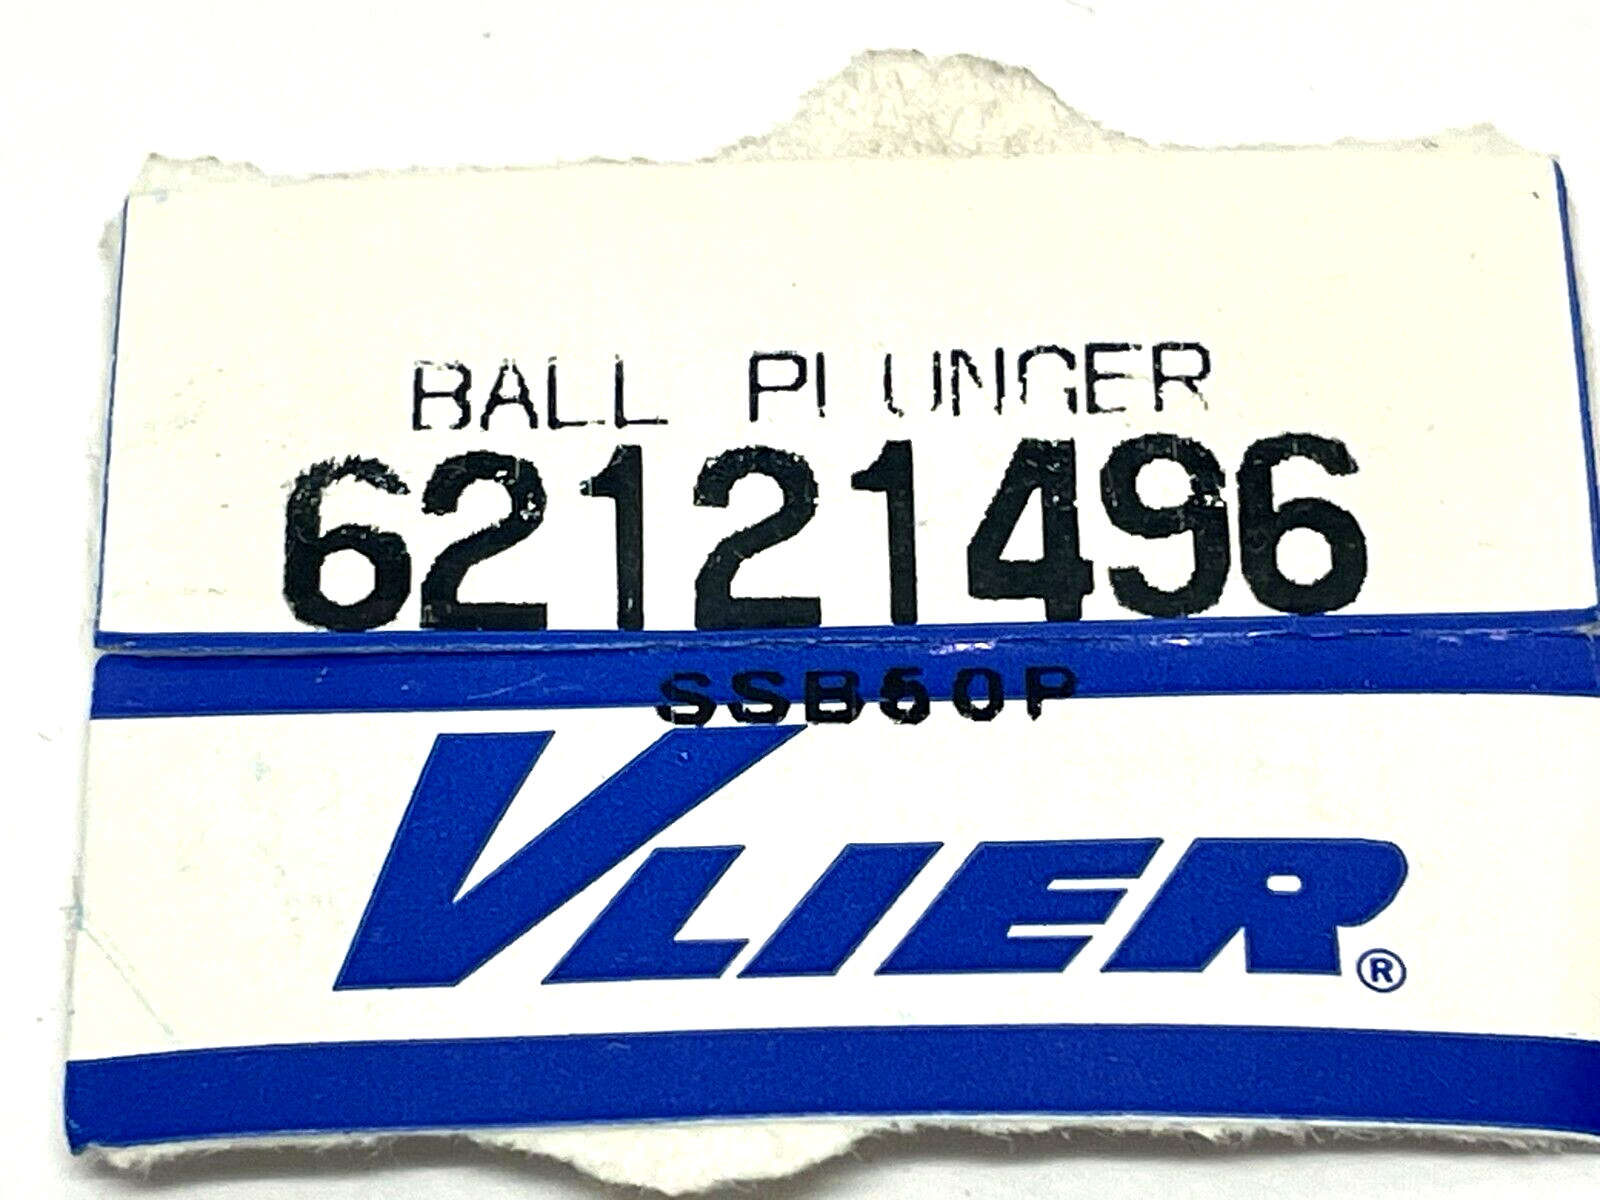 BALL PLUNGER
62121496
SSB50P
VLIER®